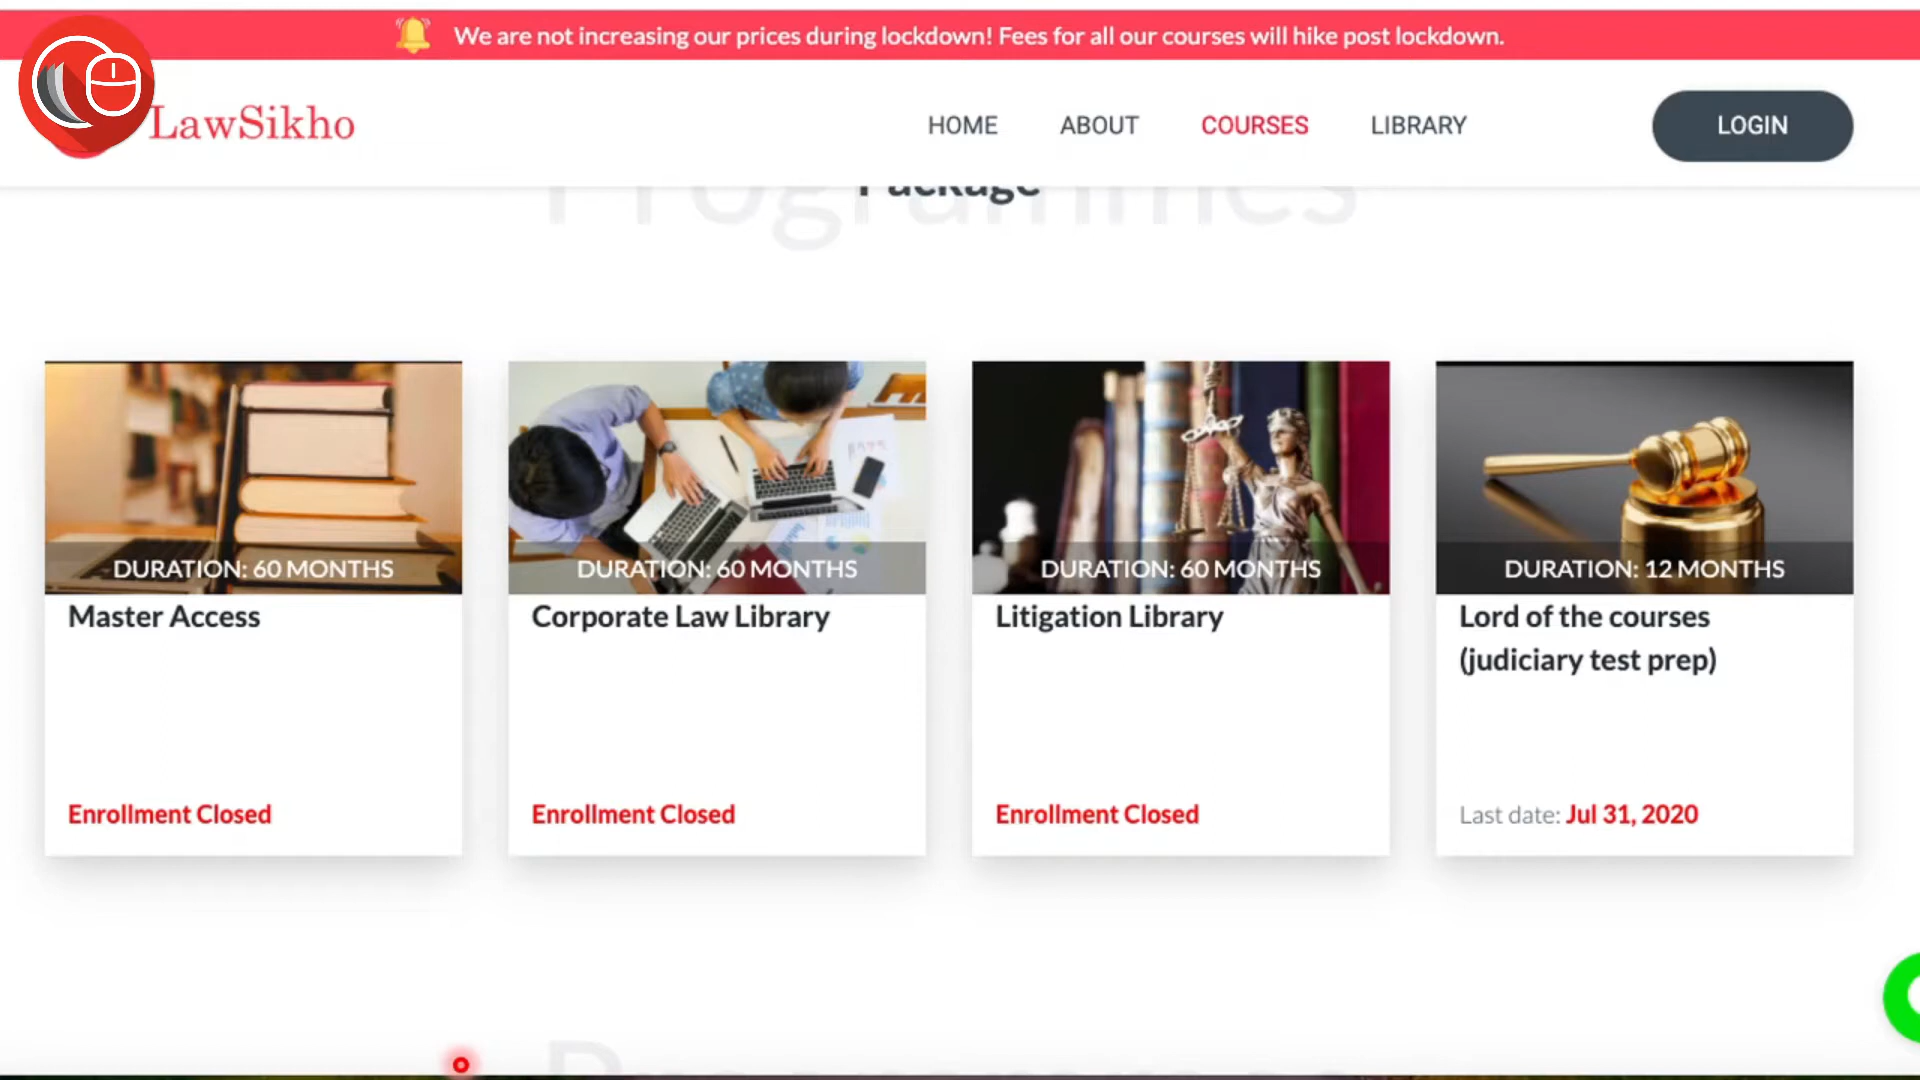 We are not increasing our prices during lockdown! Fees for all our courses will hike post lockdown.
LawSikho
HOME ABOUT COURSES LIBRARY LOGIN
Programmes
Package
DURATION: 60 MONTHS
Master Access
Enrollment Closed
DURATION: 60 MONTHS
Corporate Law Library
Enrollment Closed
DURATION: 60 MONTHS
Litigation Library
Enrollment Closed
DURATION: 12 MONTHS
Lord of the courses
(judiciary test prep)
Last date: Jul 31, 2020